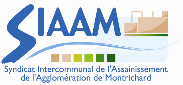 SIAAM
Syndicat Intercommunal de l'Assainissement
de l'Agglomération de Montrichard